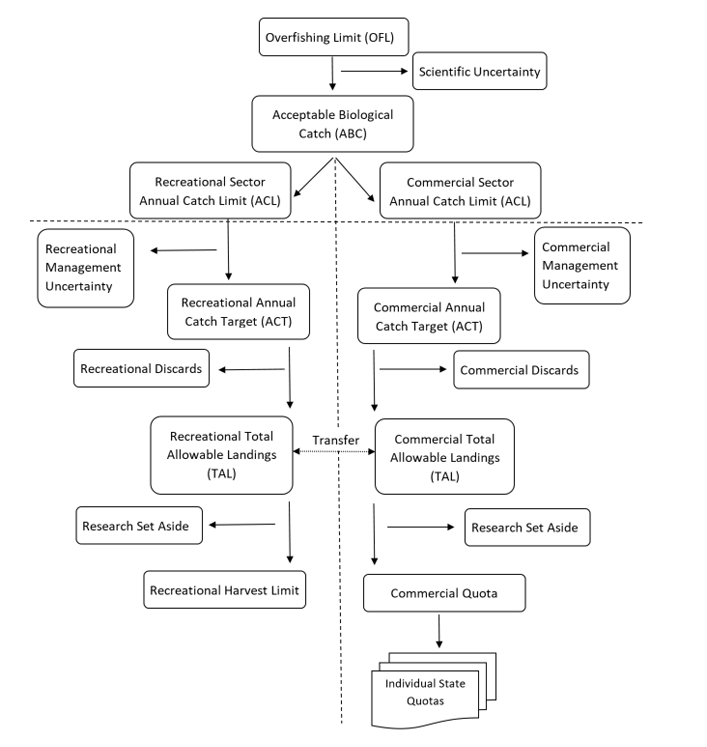 Overfishing Limit (OFL)
Scientific Uncertainty
Acceptable Biological
Catch (ABC)
Recreational Sector
Annual Catch Limit (ACL)
Commercial Sector
Annual Catch Limit (ACL)
Recreational
Management
Uncertainty
Commercial
Management
Uncertainty
Recreational Annual
Catch Target (ACT)
Commercial Annual
Catch Target (ACT)
Recreational Discards
Commercial Discards
Recreational Total
Allowable Landings
(TAL)
Transfer
Commercial Total
Allowable Landings
(TAL)
Research Set Aside
Research Set Aside
Recreational Harvest Limit
Commercial Quota
Individual State
Quotas